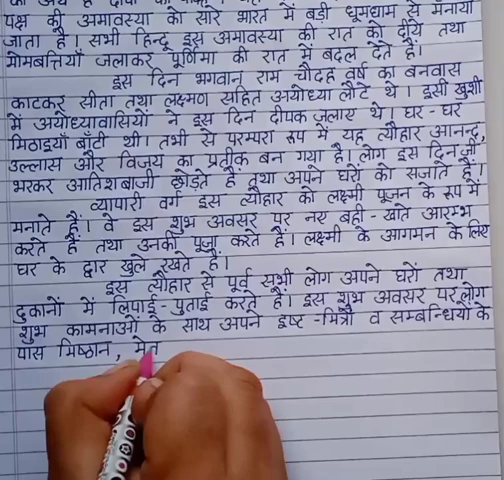 पक्ष की अमावस्या को सारे भारत में बड़ी धूमधाम से मनाया
जाता है। सभी हिन्दू इस अमावस्या की रात को दीये तथा
मोमबत्तियाँ जलाकर पूर्णिमा की रात में बदल देते हैं।
इस दिन भगवान राम चौदह वर्ष का बनवास
काटकर सीता तथा लक्ष्मण सहित अयोध्या लौटे थे। इसी खुशी
में अयोध्यावासियों ने इस दिन दीपक जलाए थे। घर - घर
मिठाइयाँ बाँटी थी। तभी से परम्परा रूप में यह त्यौहार आनन्द,
उल्लास और विजय का प्रतीक बन गया है। लोग इस दिन जी
भरकर आतिशबाजी छोड़ते हैं तथा अपने घरों को सजाते हैं।
व्यापारी वर्ग इस त्यौहार को लक्ष्मी पूजन के रूप में
मनाते हैं। वे इस शुभ अवसर पर नए बही - खाते आरम्भ
करते हैं तथा उनकी पूजा करते हैं। लक्ष्मी के आगमन के लिए
घर के द्वार खुले रखते हैं।
इस त्यौहार से पूर्व सभी लोग अपने घरों तथा
दुकानों में लिपाई - पुताई करते हैं। इस शुभ अवसर पर लोग
शुभ कामनाओं के साथ अपने इष्ट - मित्रों व सम्बन्धियों के
पास मिष्ठान, मेव